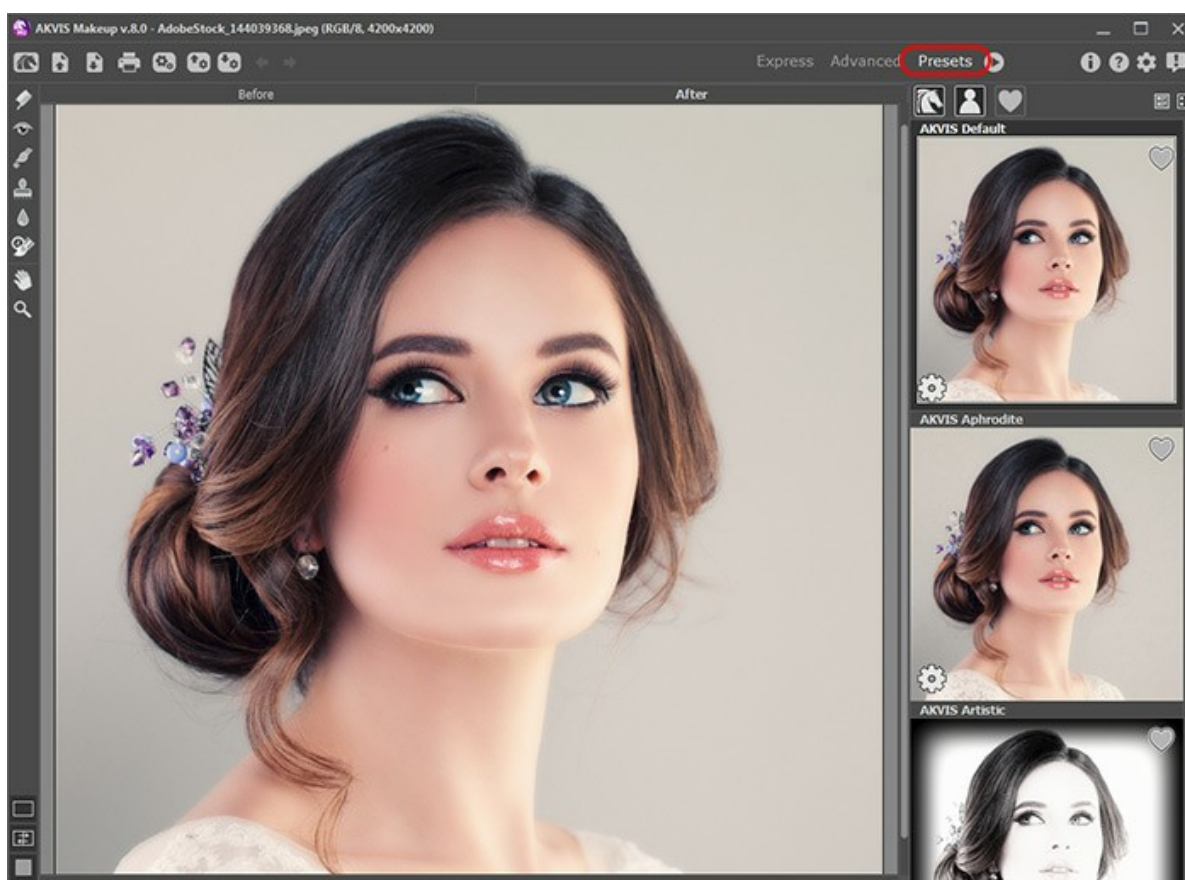 AKVIS Makeup v.8.0 - AdobeStock_144039368.jpeg (RGB/8, 4200x4200)
Express Advanced Presets
Before After
AKVIS Default
AKVIS Aphrodite
AKVIS Artistic